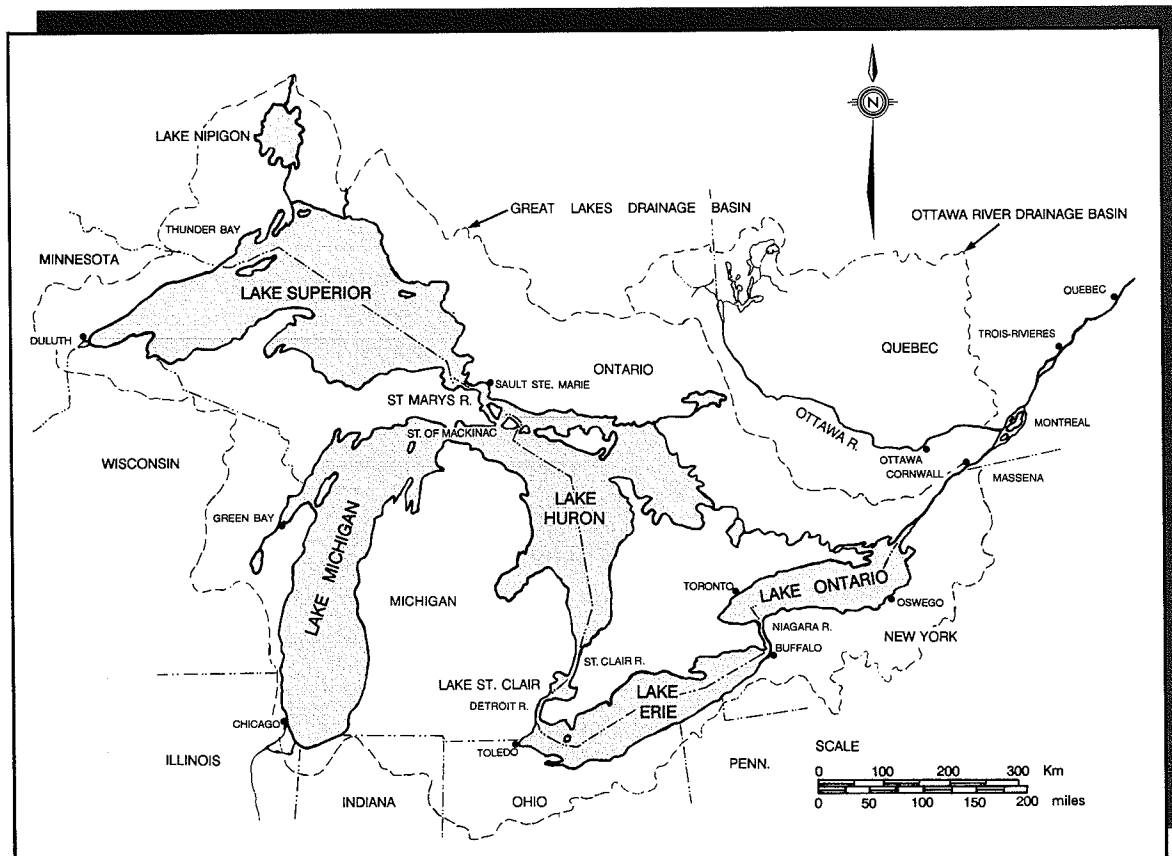 N
LAKE NIPIGON
GREAT LAKES DRAINAGE BASIN
OTTAWA RIVER DRAINAGE BASIN
THUNDER BAY
MINNESOTA
LAKE SUPERIOR
QUEBEC
DULUTH
TROIS-RIVIERES
QUEBEC
ONTARIO
SAULT STE. MARIE
ST MARYS R.
OTTAWA R.
MONTREAL
ST. OF MACKINAC
OTTAWA
CORNWALL
MASSENA
WISCONSIN
LAKE
HURON
GREEN BAY
LAKE MICHIGAN
TORONTO
LAKE ONTARIO
OSWEGO
MICHIGAN
NIAGARA R.
NEW YORK
BUFFALO
ST. CLAIR R.
LAKE ST. CLAIR
DETROIT R.
LAKE
ERIE
CHICAGO
TOLEDO
SCALE
ILLINOIS
PENN.
0 100 200 300 Km
0 50 100 150 200 miles
INDIANA
OHIO